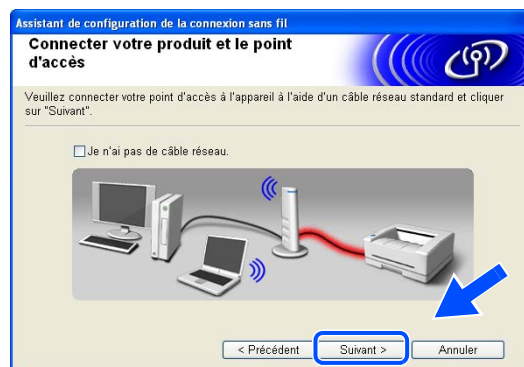 Assistant de configuration de la connexion sans fil
Connecter votre produit et le point
d'accès
Veuillez connecter votre point d'accès à l'appareil à l'aide d'un câble réseau standard et cliquer
sur "Suivant".
Je n'ai pas de câble réseau.
< Précédent
Suivant >
Annuler